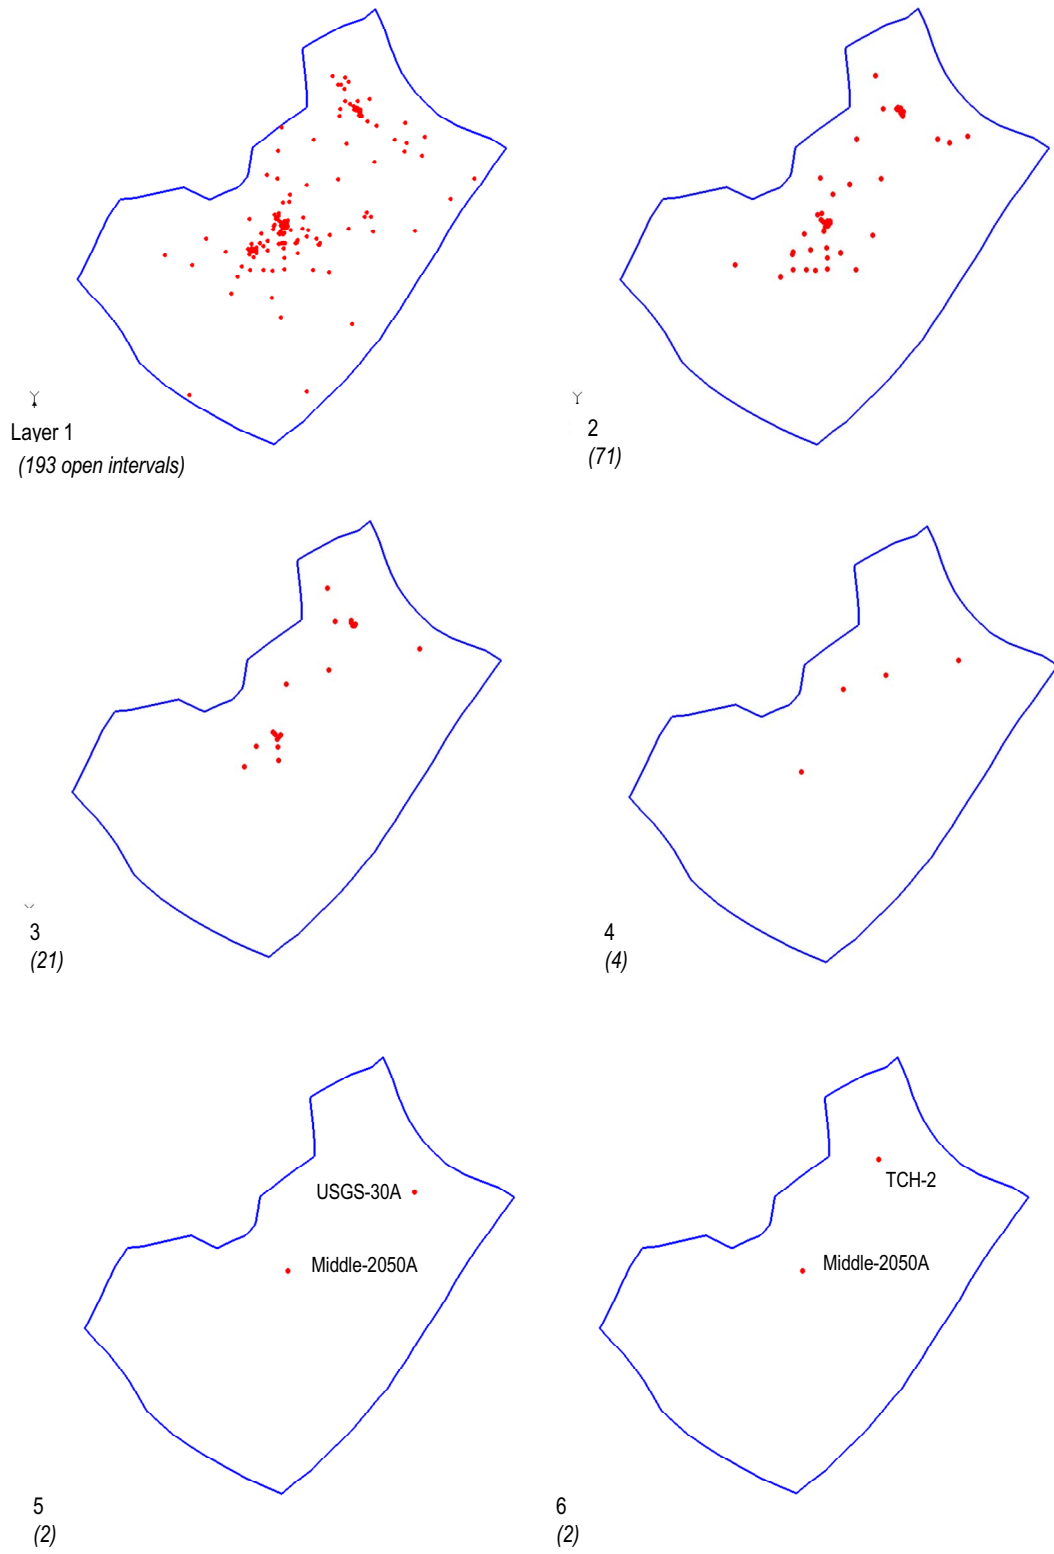 Layer 1
(193 open intervals)
2
(71)
3
(21)
4
(4)
USGS-30A
Middle-2050A
5
(2)
TCH-2
Middle-2050A
6
(2)